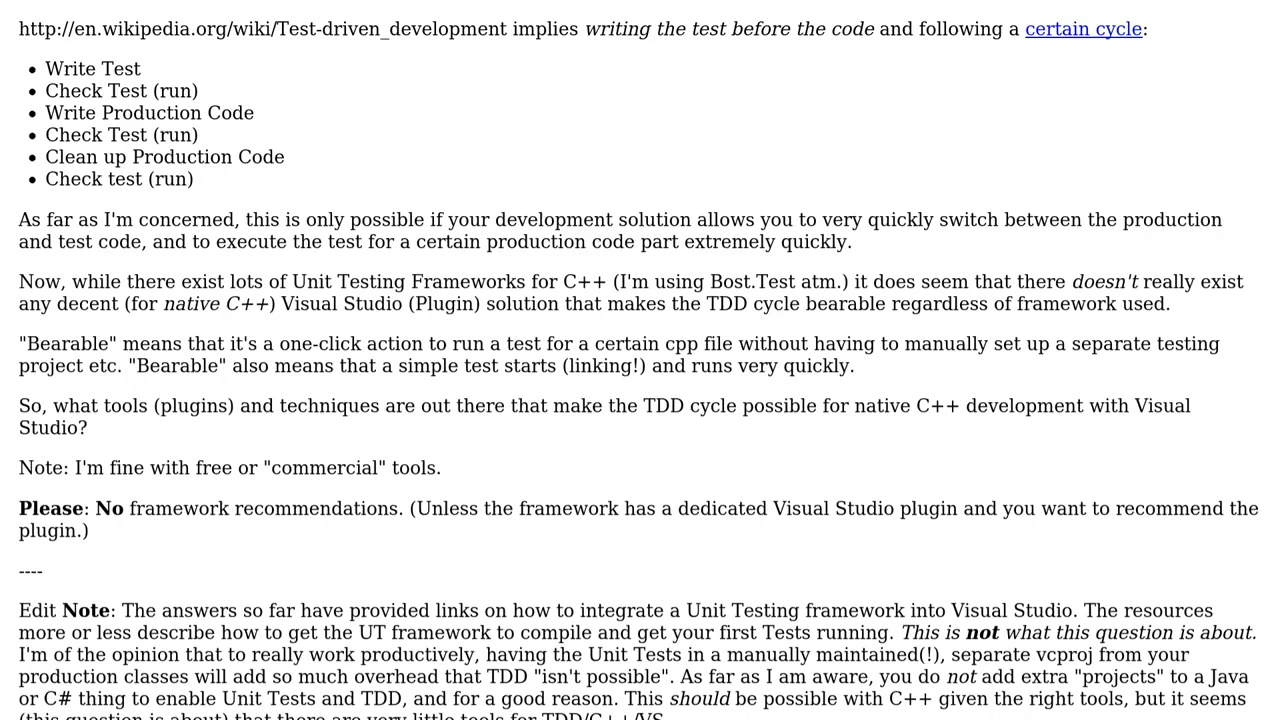 http://en.wikipedia.org/wiki/Test-driven_development implies writing the test before the code and following a certain cycle:
• Write Test
• Check Test (run)
• Write Production Code
• Check Test (run)
• Clean up Production Code
• Check test (run)
As far as I'm concerned, this is only possible if your development solution allows you to very quickly switch between the production
and test code, and to execute the test for a certain production code part extremely quickly.
Now, while there exist lots of Unit Testing Frameworks for C++ (I'm using Bost.Test atm.) it does seem that there doesn't really exist
any decent (for native C++) Visual Studio (Plugin) solution that makes the TDD cycle bearable regardless of framework used.
"Bearable" means that it's a one-click action to run a test for a certain cpp file without having to manually set up a separate testing
project etc. "Bearable" also means that a simple test starts (linking!) and runs very quickly.
So, what tools (plugins) and techniques are out there that make the TDD cycle possible for native C++ development with Visual
Studio?
Note: I'm fine with free or "commercial" tools.
Please: No framework recommendations. (Unless the framework has a dedicated Visual Studio plugin and you want to recommend the
plugin.)
----
Edit Note: The answers so far have provided links on how to integrate a Unit Testing framework into Visual Studio. The resources
more or less describe how to get the UT framework to compile and get your first Tests running. This is not what this question is about.
I'm of the opinion that to really work productively, having the Unit Tests in a manually maintained(!), separate vcproj from your
production classes will add so much overhead that TDD "isn't possible". As far as I am aware, you do not add extra "projects" to a Java
or C# thing to enable Unit Tests and TDD, and for a good reason. This should be possible with C++ given the right tools, but it seems
(this question is about) that there are very little tools for TDD/C++/VS.